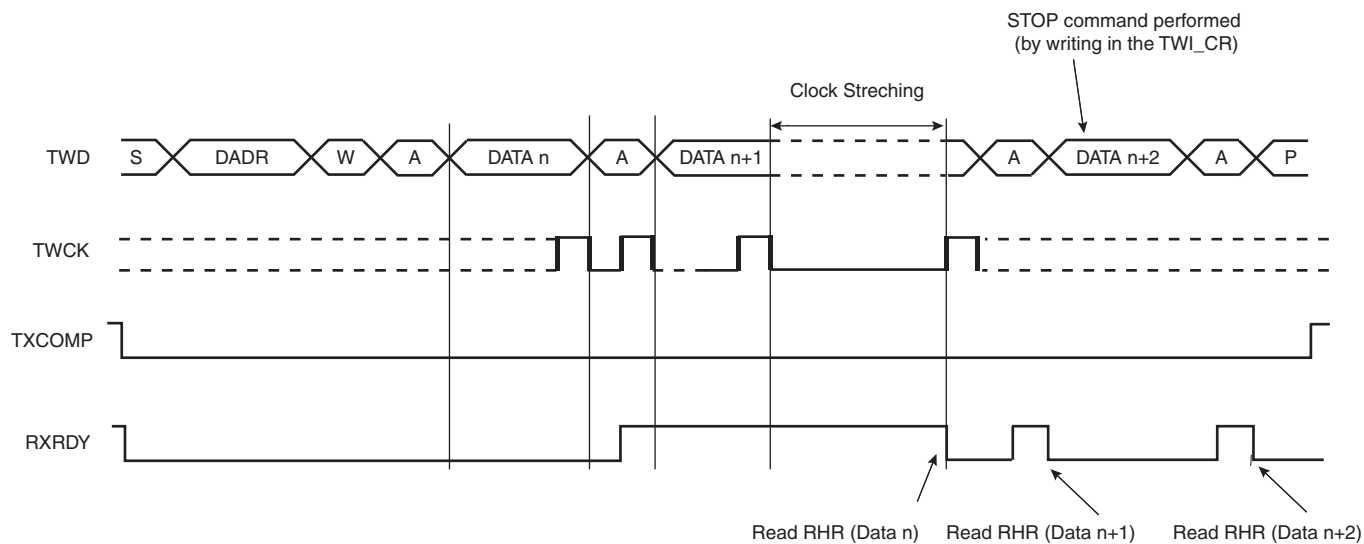 STOP command performed
(by writing in the TWI_CR)
Clock Streching
TWD S DADR W A DATA n A DATA n+1 A DATA n+2 A P
TWCK
TXCOMP
RXRDY
Read RHR (Data n) Read RHR (Data n+1) Read RHR (Data n+2)